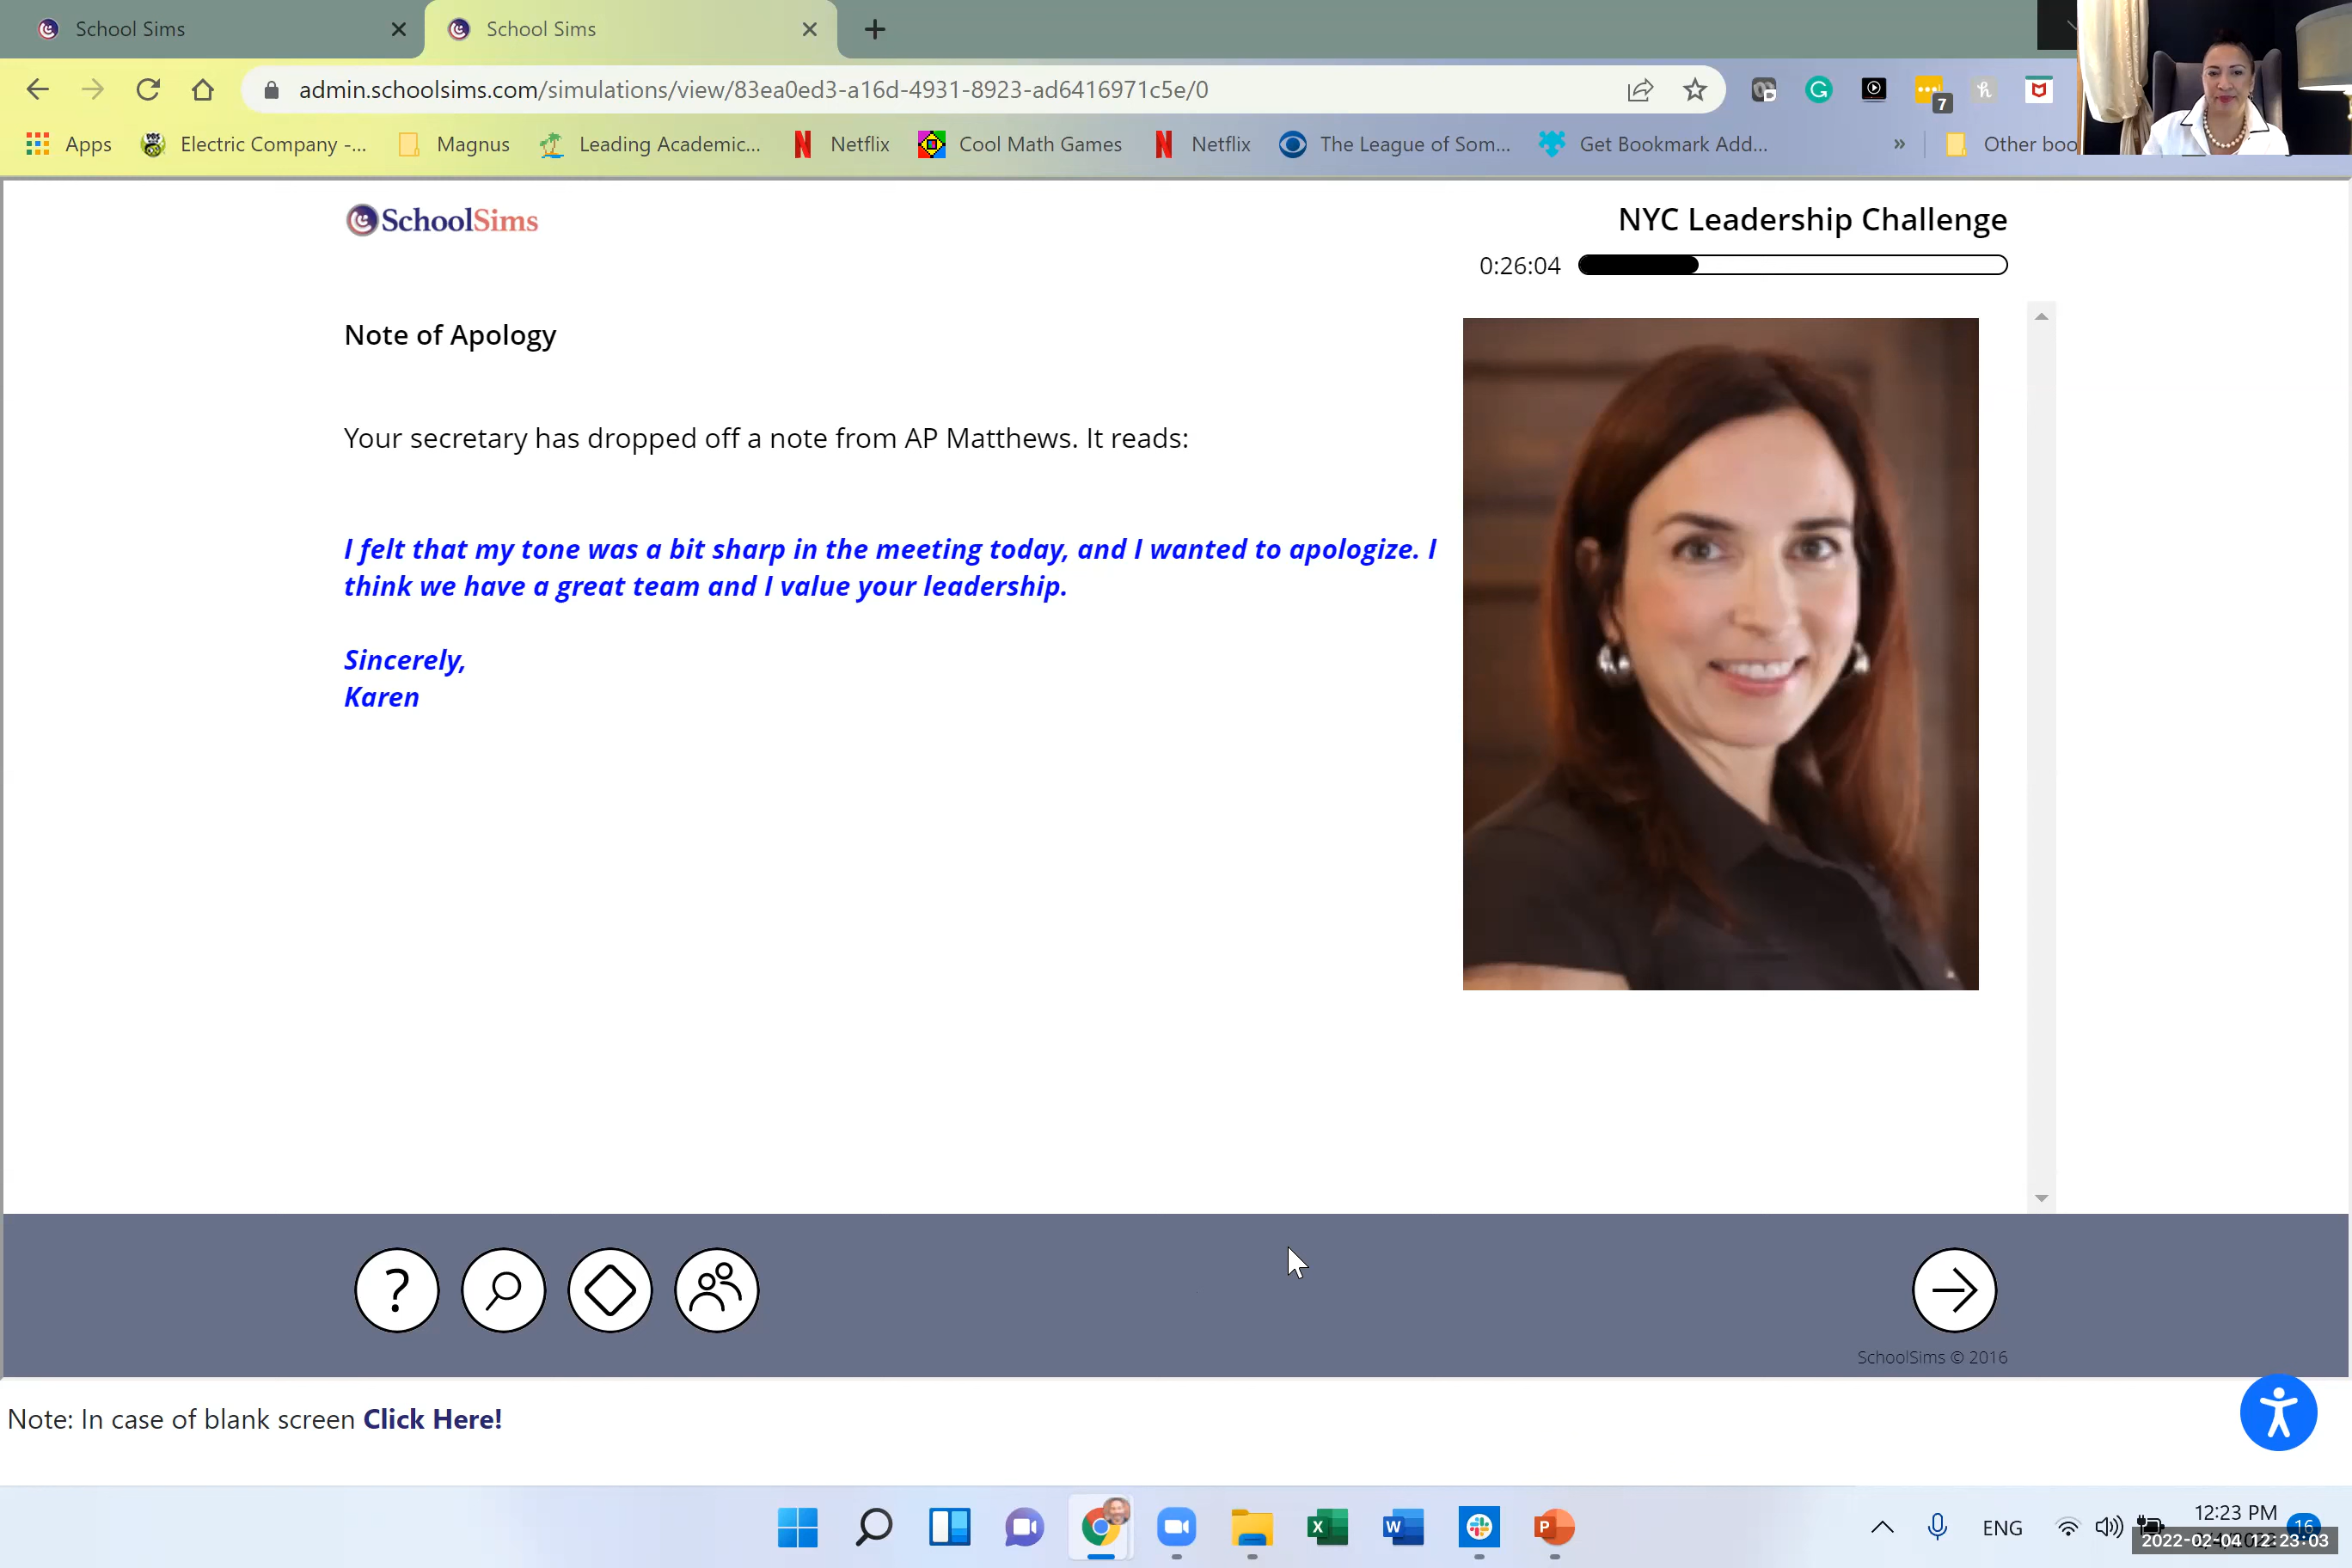 School Sims
School Sims
admin.schoolsims.com/simulations/view/83ea0ed3-a16d-4931-8923-ad6416971c5e/0
7
Apps
Electric Company -...
Magnus
Leading Academic...
Netflix
Cool Math Games
Netflix
The League of Som...
Get Bookmark Add...
»
Other boo
SchoolSims
NYC Leadership Challenge
0:26:04
Note of Apology
Your secretary has dropped off a note from AP Matthews. It reads:
I felt that my tone was a bit sharp in the meeting today, and I wanted to apologize. I
think we have a great team and I value your leadership.
Sincerely,
Karen
?
SchoolSims © 2016
Note: In case of blank screen Click Here!
ENG
12:23 PM
16
2022-02-04 12:23:03